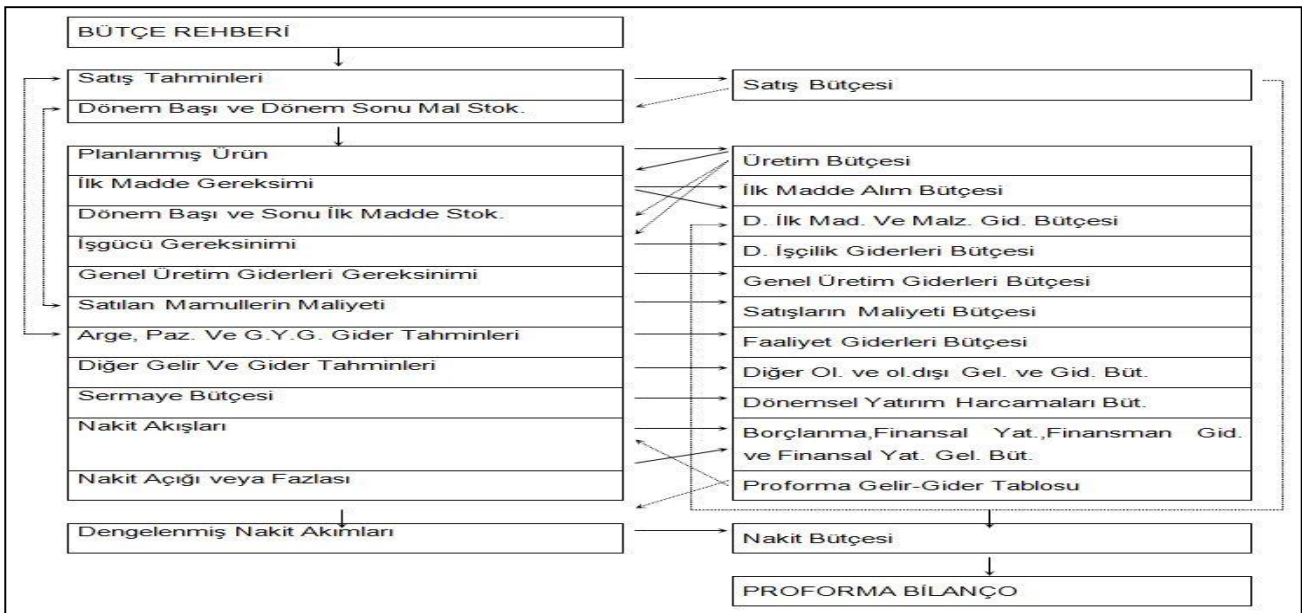 BÜTÇE REHBERİ
Satış Tahminleri
Dönem Başı ve Dönem Sonu Mal Stok.
Satış Bütçesi
Planlanmış Ürün
İlk Madde Gereksimi
Dönem Başı ve Sonu İlk Madde Stok.
İşgücü Gereksinimi
Genel Üretim Giderleri Gereksinimi
Satılan Mamullerin Maliyeti
Arge, Paz. Ve G.Y.G. Gider Tahminleri
Diğer Gelir Ve Gider Tahminleri
Sermaye Bütçesi
Nakit Akışları
Nakit Açığı veya Fazlası
Üretim Bütçesi
İlk Madde Alım Bütçesi
D. İlk Mad. Ve Malz. Gid. Bütçesi
D. İşçilik Giderleri Bütçesi
Genel Üretim Giderleri Bütçesi
Satışların Maliyeti Bütçesi
Faaliyet Giderleri Bütçesi
Diğer Ol. ve ol.dışı Gel. ve Gid. Büt.
Dönemsel Yatırım Harcamaları Büt.
Borçlanma,Finansal Yat.,Finansman Gid.
ve Finansal Yat. Gel. Büt.
Proforma Gelir-Gider Tablosu
Dengelenmiş Nakit Akımları
Nakit Bütçesi
PROFORMA BİLANÇO